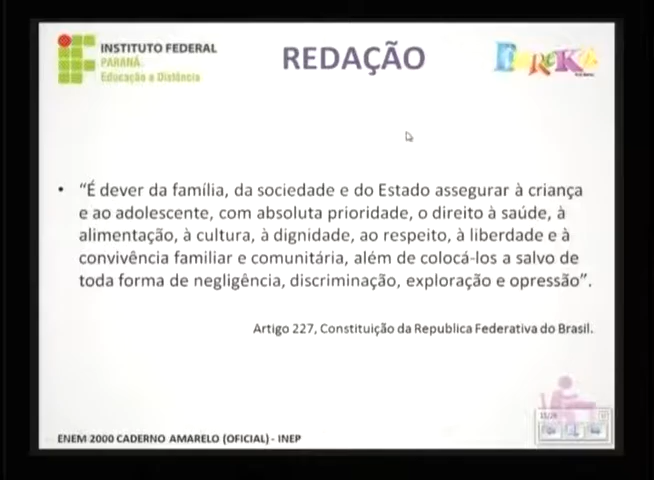 INSTITUTO FEDERAL
PARANÁ
Educação a Distância
REDAÇÃO
EUREKA
• “É dever da família, da sociedade e do Estado assegurar à criança
e ao adolescente, com absoluta prioridade, o direito à saúde, à
alimentação, à cultura, à dignidade, ao respeito, à liberdade e à
convivência familiar e comunitária, além de colocá-los a salvo de
toda forma de negligência, discriminação, exploração e opressão”.
Artigo 227, Constituição da Republica Federativa do Brasil.
ENEM 2000 CADERNO AMARELO (OFICIAL) - INEP